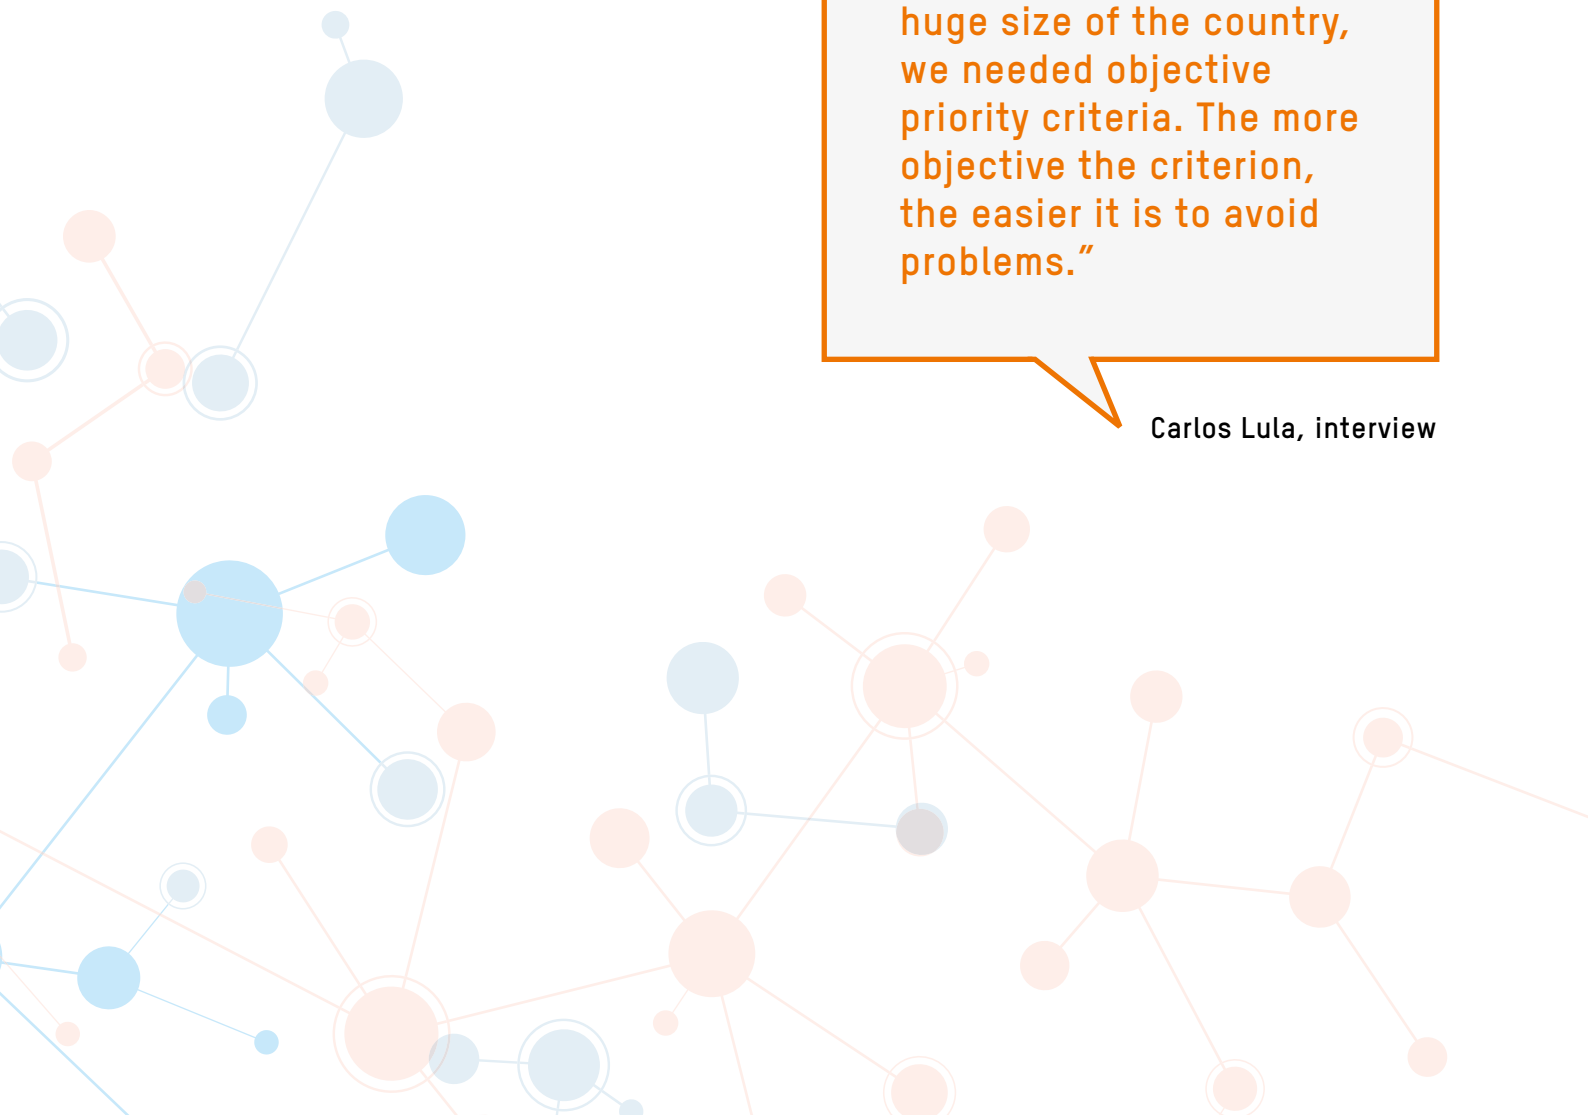 huge size of the country,
we needed objective
priority criteria. The more
objective the criterion,
the easier it is to avoid
problems.”
Carlos Lula, interview